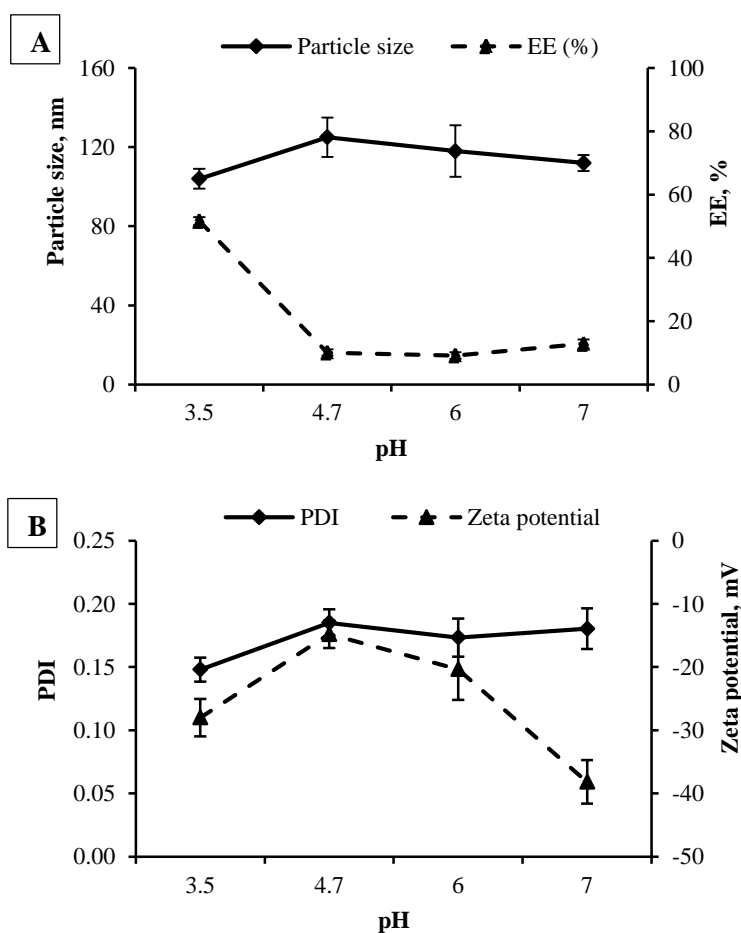 A
Particle size
EE (%)
160
120
80
40
0
Particle size, nm
100
80
60
40
20
0
EE, %
3.5 4.7 6 7
pH
B
PDI
Zeta potential
0.25
0.20
0.15
0.10
0.05
0.00
PDI
0
-10
-20
-30
-40
-50
Zeta potential, mV
3.5 4.7 6 7
pH